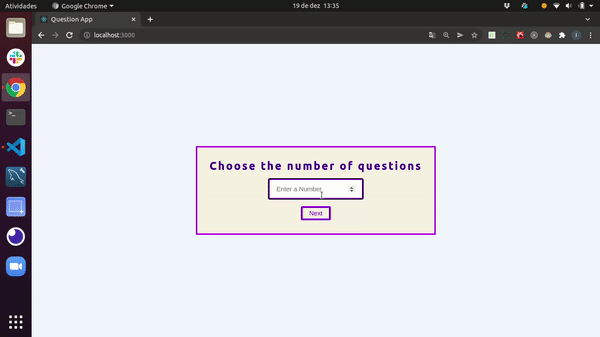 Atividades
Google Chrome
19 de dez 13:35
Question App
localhost:3000
Choose the number of questions
Enter a Number
Next